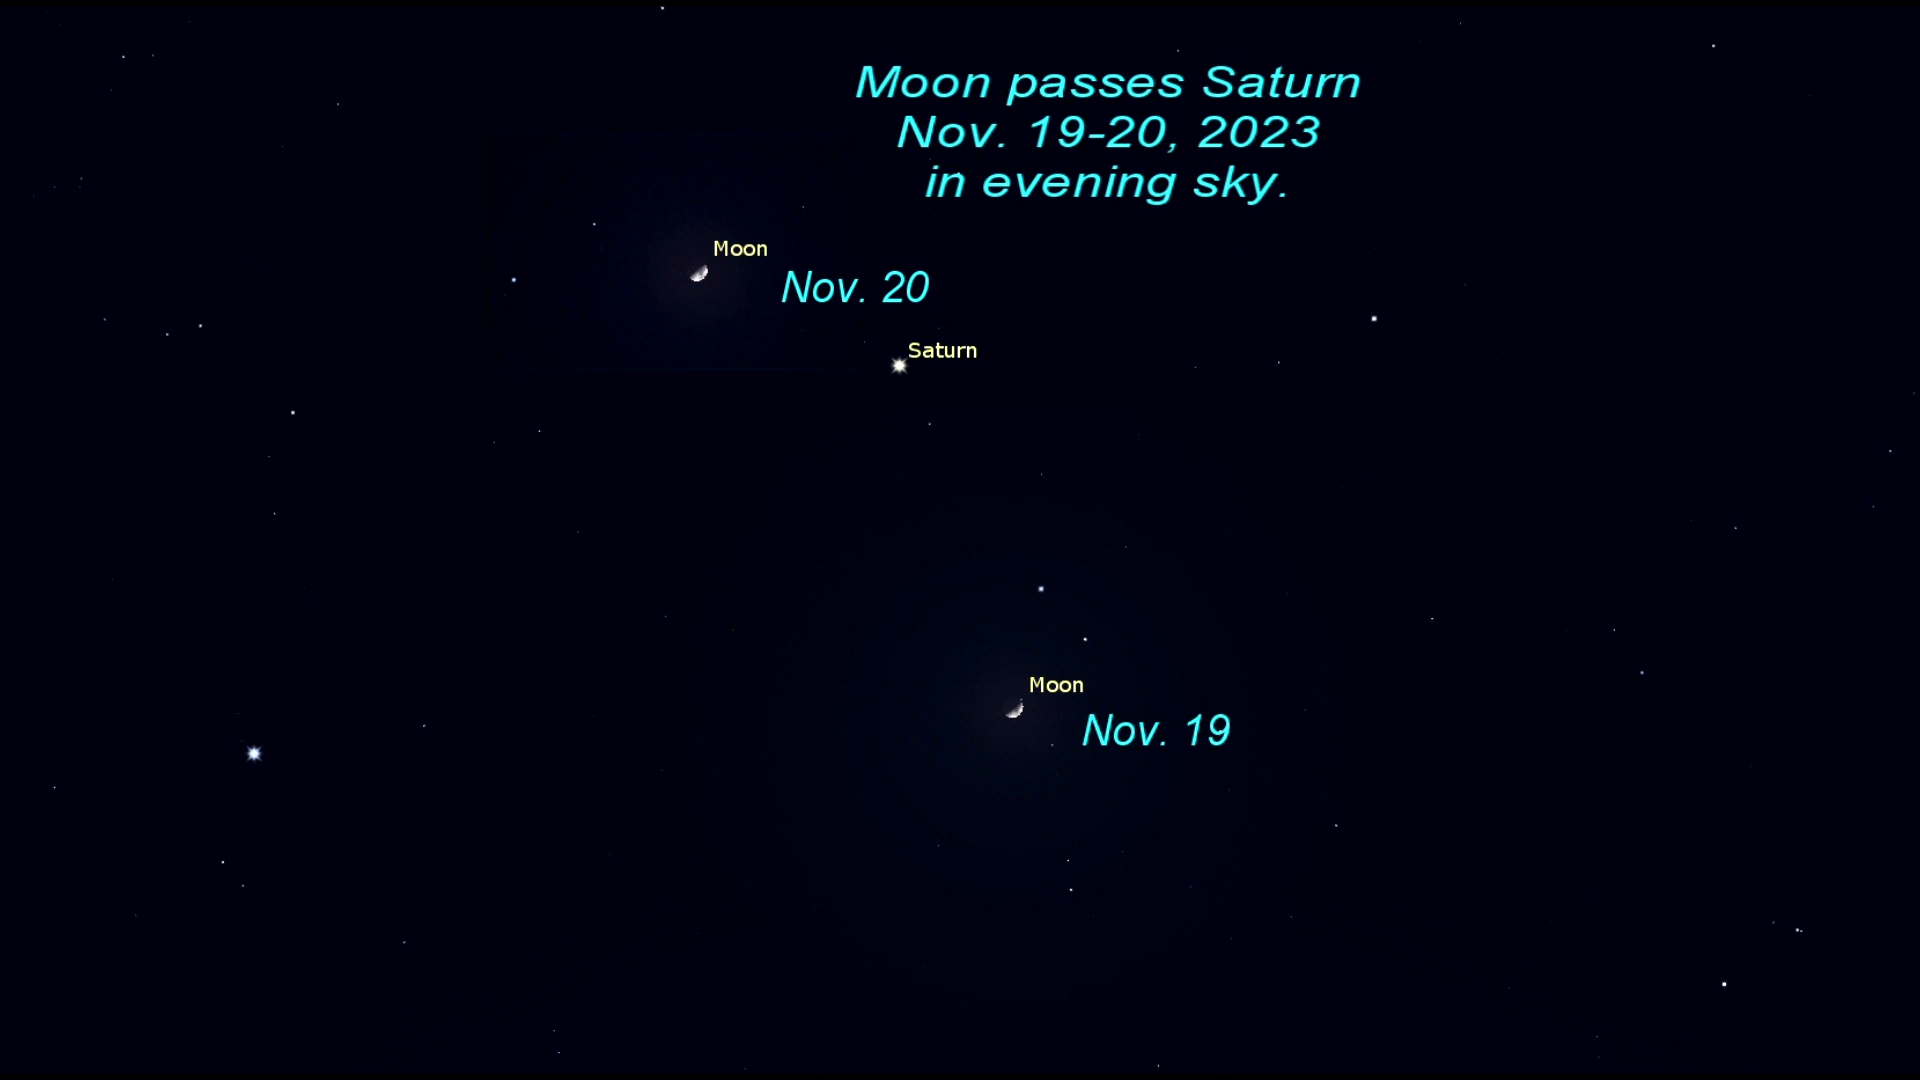 Moon passes Saturn
Nov. 19-20, 2023
in evening sky.
Moon
Nov. 20
Saturn
Moon
Nov. 19